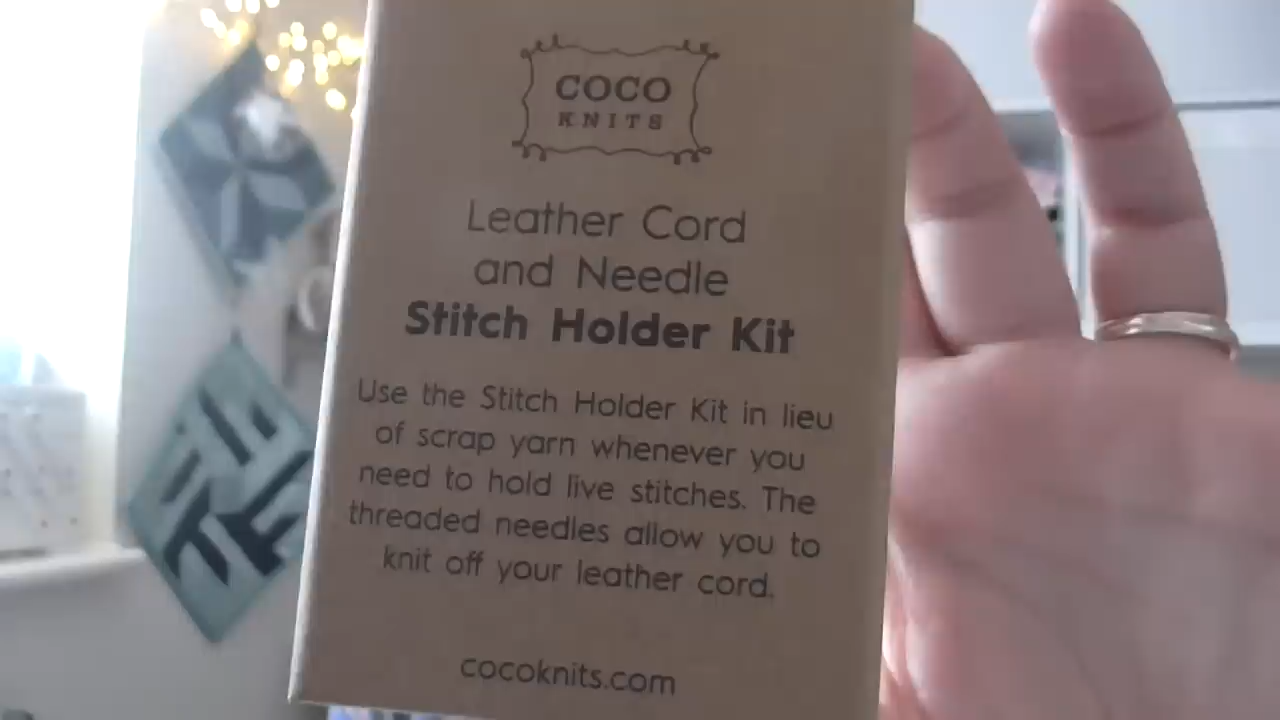 COCO
KNITS
Leather Cord
and Needle
Stitch Holder Kit
Use the Stitch Holder Kit in lieu
of scrap yarn whenever you
need to hold live stitches. The
threaded needles allow you to
knit off your leather cord.
cocoknits.com